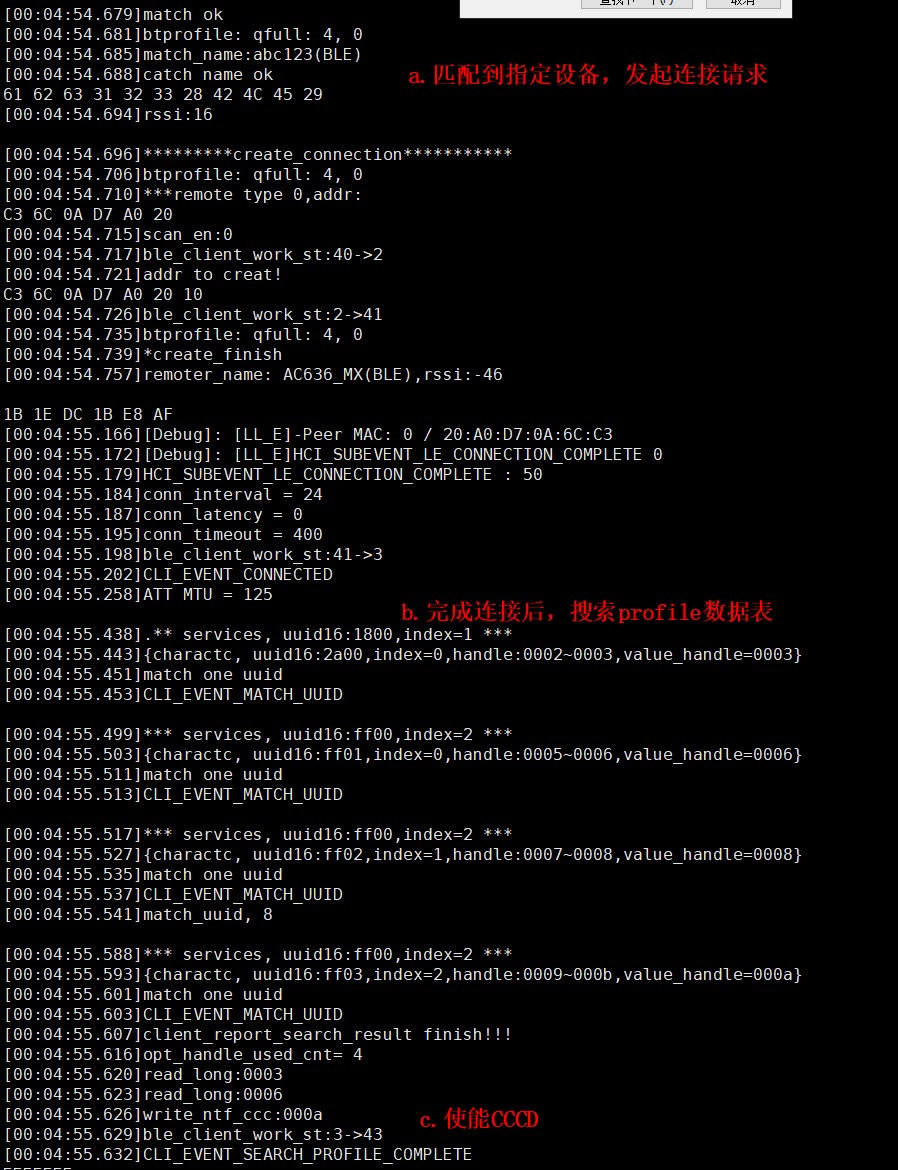 [00:04:54.679]match ok
[00:04:54.681]btprofile: qfull: 4, 0
[00:04:54.685]match_name:abc123(BLE)
[00:04:54.688]catch name ok
a.匹配到指定设备，发起连接请求
61 62 63 31 32 33 28 42 4C 45 29
[00:04:54.694]rssi:16
[00:04:54.696]*********create_connection***********
[00:04:54.706]btprofile: qfull: 4, 0
[00:04:54.710]***remote type 0,addr:
C3 6C 0A D7 A0 20
[00:04:54.715]scan_en:0
[00:04:54.717]ble_client_work_st:40->2
[00:04:54.721]addr to creat!
C3 6C 0A D7 A0 20 10
[00:04:54.726]ble_client_work_st:2->41
[00:04:54.735]btprofile: qfull: 4, 0
[00:04:54.739]*create_finish
[00:04:54.757]remoter_name: AC636_MX(BLE),rssi:-46
1B 1E DC 1B E8 AF
[00:04:55.166][Debug]: [LL_E]-Peer MAC: 0 / 20:A0:D7:0A:6C:C3
[00:04:55.172][Debug]: [LL_E]HCI_SUBEVENT_LE_CONNECTION_COMPLETE 0
[00:04:55.179]HCI_SUBEVENT_LE_CONNECTION_COMPLETE : 50
[00:04:55.184]conn_interval = 24
[00:04:55.187]conn_latency = 0
[00:04:55.195]conn_timeout = 400
[00:04:55.198]ble_client_work_st:41->3
[00:04:55.202]CLI_EVENT_CONNECTED
[00:04:55.258]ATT MTU = 125
b.完成连接后，搜索profile数据表
[00:04:55.438].** services, uuid16:1800,index=1 ***
[00:04:55.443]{charactc, uuid16:2a00,index=0,handle:0002~0003,value_handle=0003}
[00:04:55.451]match one uuid
[00:04:55.453]CLI_EVENT_MATCH_UUID
[00:04:55.499]*** services, uuid16:ff00,index=2 ***
[00:04:55.503]{charactc, uuid16:ff01,index=0,handle:0005~0006,value_handle=0006}
[00:04:55.511]match one uuid
[00:04:55.513]CLI_EVENT_MATCH_UUID
[00:04:55.517]*** services, uuid16:ff00,index=2 ***
[00:04:55.527]{charactc, uuid16:ff02,index=1,handle:0007~0008,value_handle=0008}
[00:04:55.535]match one uuid
[00:04:55.537]CLI_EVENT_MATCH_UUID
[00:04:55.541]match_uuid, 8
[00:04:55.588]*** services, uuid16:ff00,index=2 ***
[00:04:55.593]{charactc, uuid16:ff03,index=2,handle:0009~000b,value_handle=000a}
[00:04:55.601]match one uuid
[00:04:55.603]CLI_EVENT_MATCH_UUID
[00:04:55.607]client_report_search_result finish!!!
[00:04:55.616]opt_handle_used_cnt= 4
[00:04:55.620]read_long:0003
[00:04:55.623]read_long:0006
[00:04:55.626]write_ntf_ccc:000a
c.使能CCCD
[00:04:55.629]ble_client_work_st:3->43
[00:04:55.632]CLI_EVENT_SEARCH_PROFILE_COMPLETE